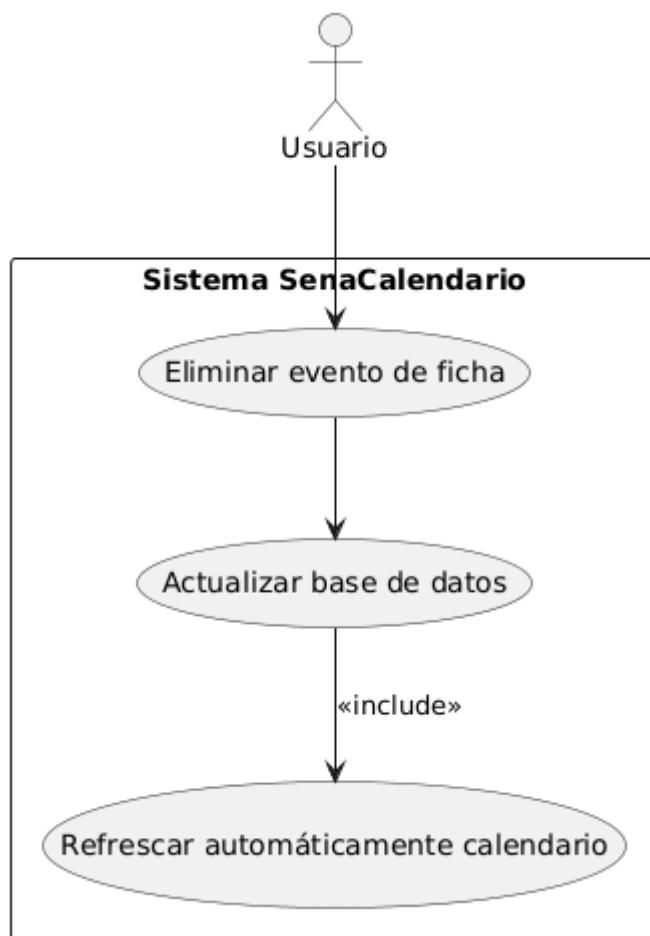 Usuario
Sistema SenaCalendario
Eliminar evento de ficha
Actualizar base de datos
«include»
Refrescar automáticamente calendario